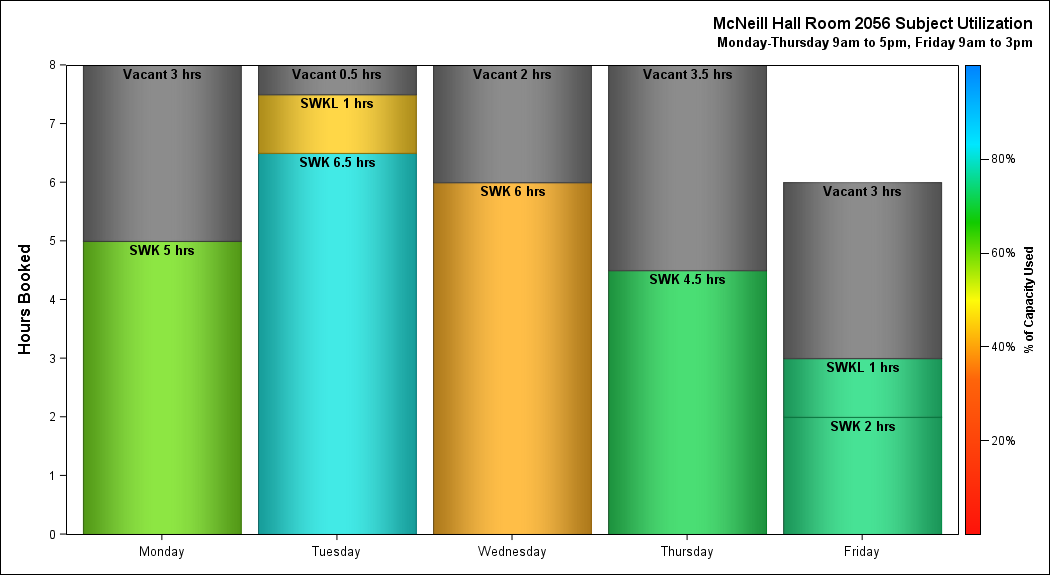 McNeill Hall Room 2056 Subject Utilization
Monday-Thursday 9am to 5pm, Friday 9am to 3pm
Hours Booked
8
7
6
5
4
3
2
1
0
Vacant 3 hrs
SWK 5 hrs
Vacant 0.5 hrs
SWKL 1 hrs
SWK 6.5 hrs
Vacant 2 hrs
SWK 6 hrs
Vacant 3.5 hrs
SWK 4.5 hrs
Vacant 3 hrs
SWKL 1 hrs
SWK 2 hrs
Monday
Tuesday
Wednesday
Thursday
Friday
80%
60%
40%
20%
% of Capacity Used